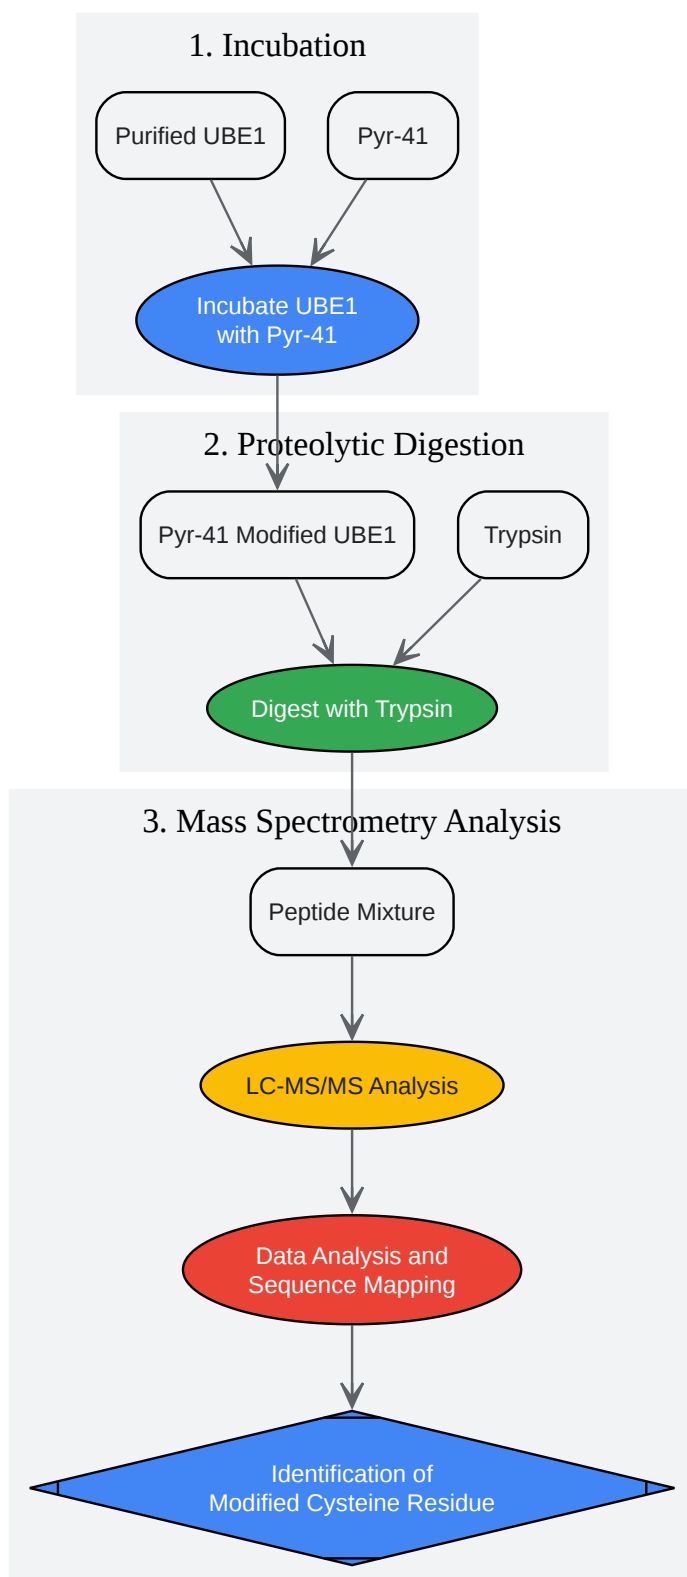 1. Incubation
Purified UBE1
Pyr-41
Incubate UBE1
with Pyr-41
2. Proteolytic Digestion
Pyr-41 Modified UBE1
Trypsin
Digest with Trypsin
3. Mass Spectrometry Analysis
Peptide Mixture
LC-MS/MS Analysis
Data Analysis and
Sequence Mapping
Identification of
Modified Cysteine Residue